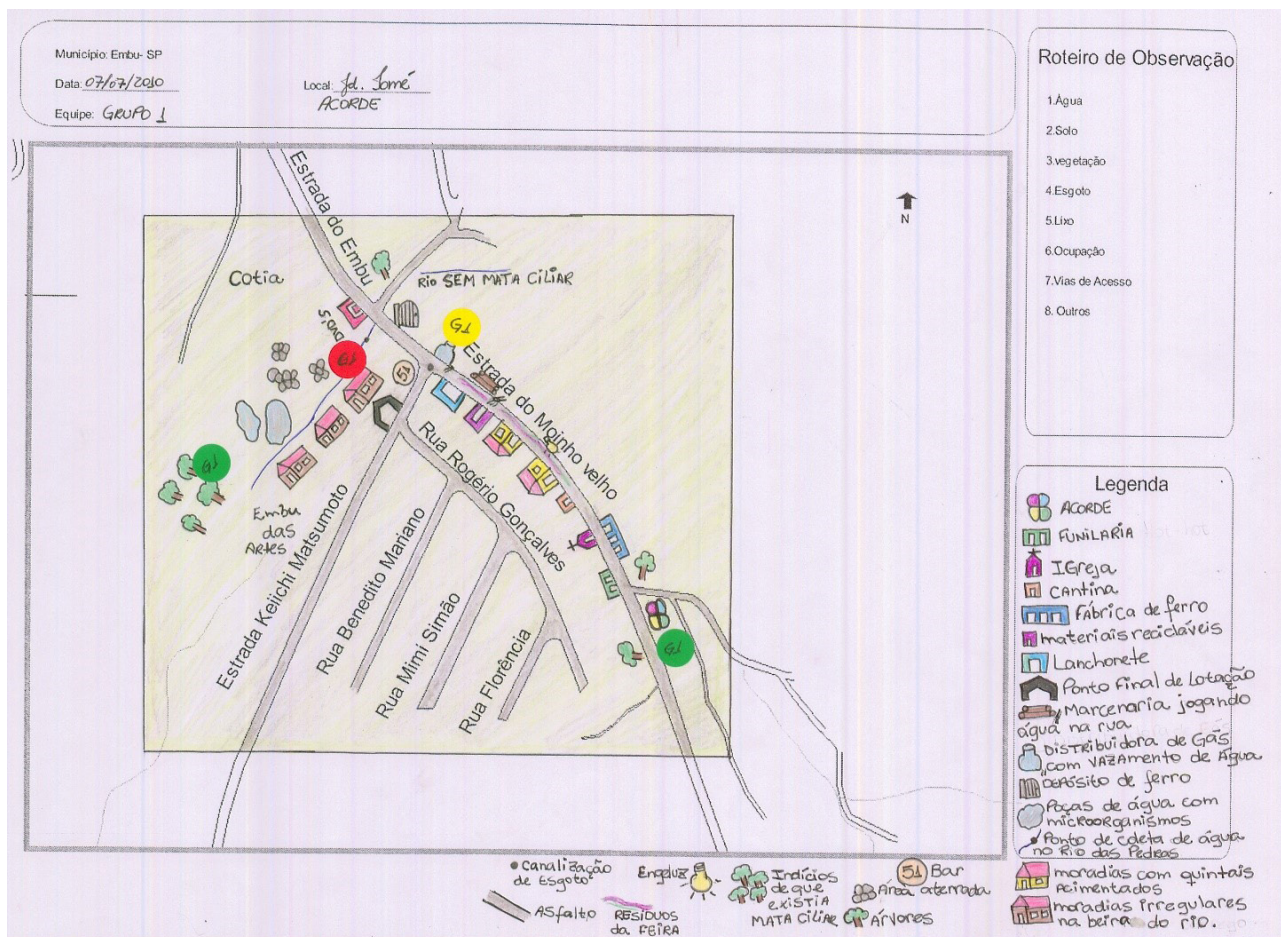 Município: Embu- SP
Data: 07/07/2010
Local: Jd. Tomé
ACORDE
Equipe: GRUPO 1
Roteiro de Observação
1.Água
2.Solo
3.vegetação
4.Esgoto
5.Lixo
6.Ocupação
7.Vias de Acesso
8. Outros
N
Estrada do Embu
Cotia
RIO SEM MATA CILIAR
DVD'S
G1
G1
51
Estrada do Moinho velho
G1
Rua Rogério Gonçalves
Embu
das
Artes
Estrada Keiichi Matsumoto
Rua Benedito Mariano
Rua Mimi Simão
Rua Florência
G1
Legenda
ACORDE
FUNILARIA
IGreja
cantina
Fábrica de ferro
materiais recicláveis
Lanchonete
Ponto Final de Lotação
Marcenaria jogando
água na rua
DISTRIBUIDORA DE GÁS
com VAZAMENTO DE ÁGUA
DEPÓSITO de ferro
Poças de água com
microorganismos
Ponto de coleta de água
no Rio das Pedras
moradias com quintais
Acimentados
moradias irregulares
na beira do rio.
canalização
de Esgoto
Asfalto
RESÍDUOS
da FEIRA
Engeluz
Indícios
de que
existia
MATA CILIAR
51 Bar
Área aterrada
Árvores